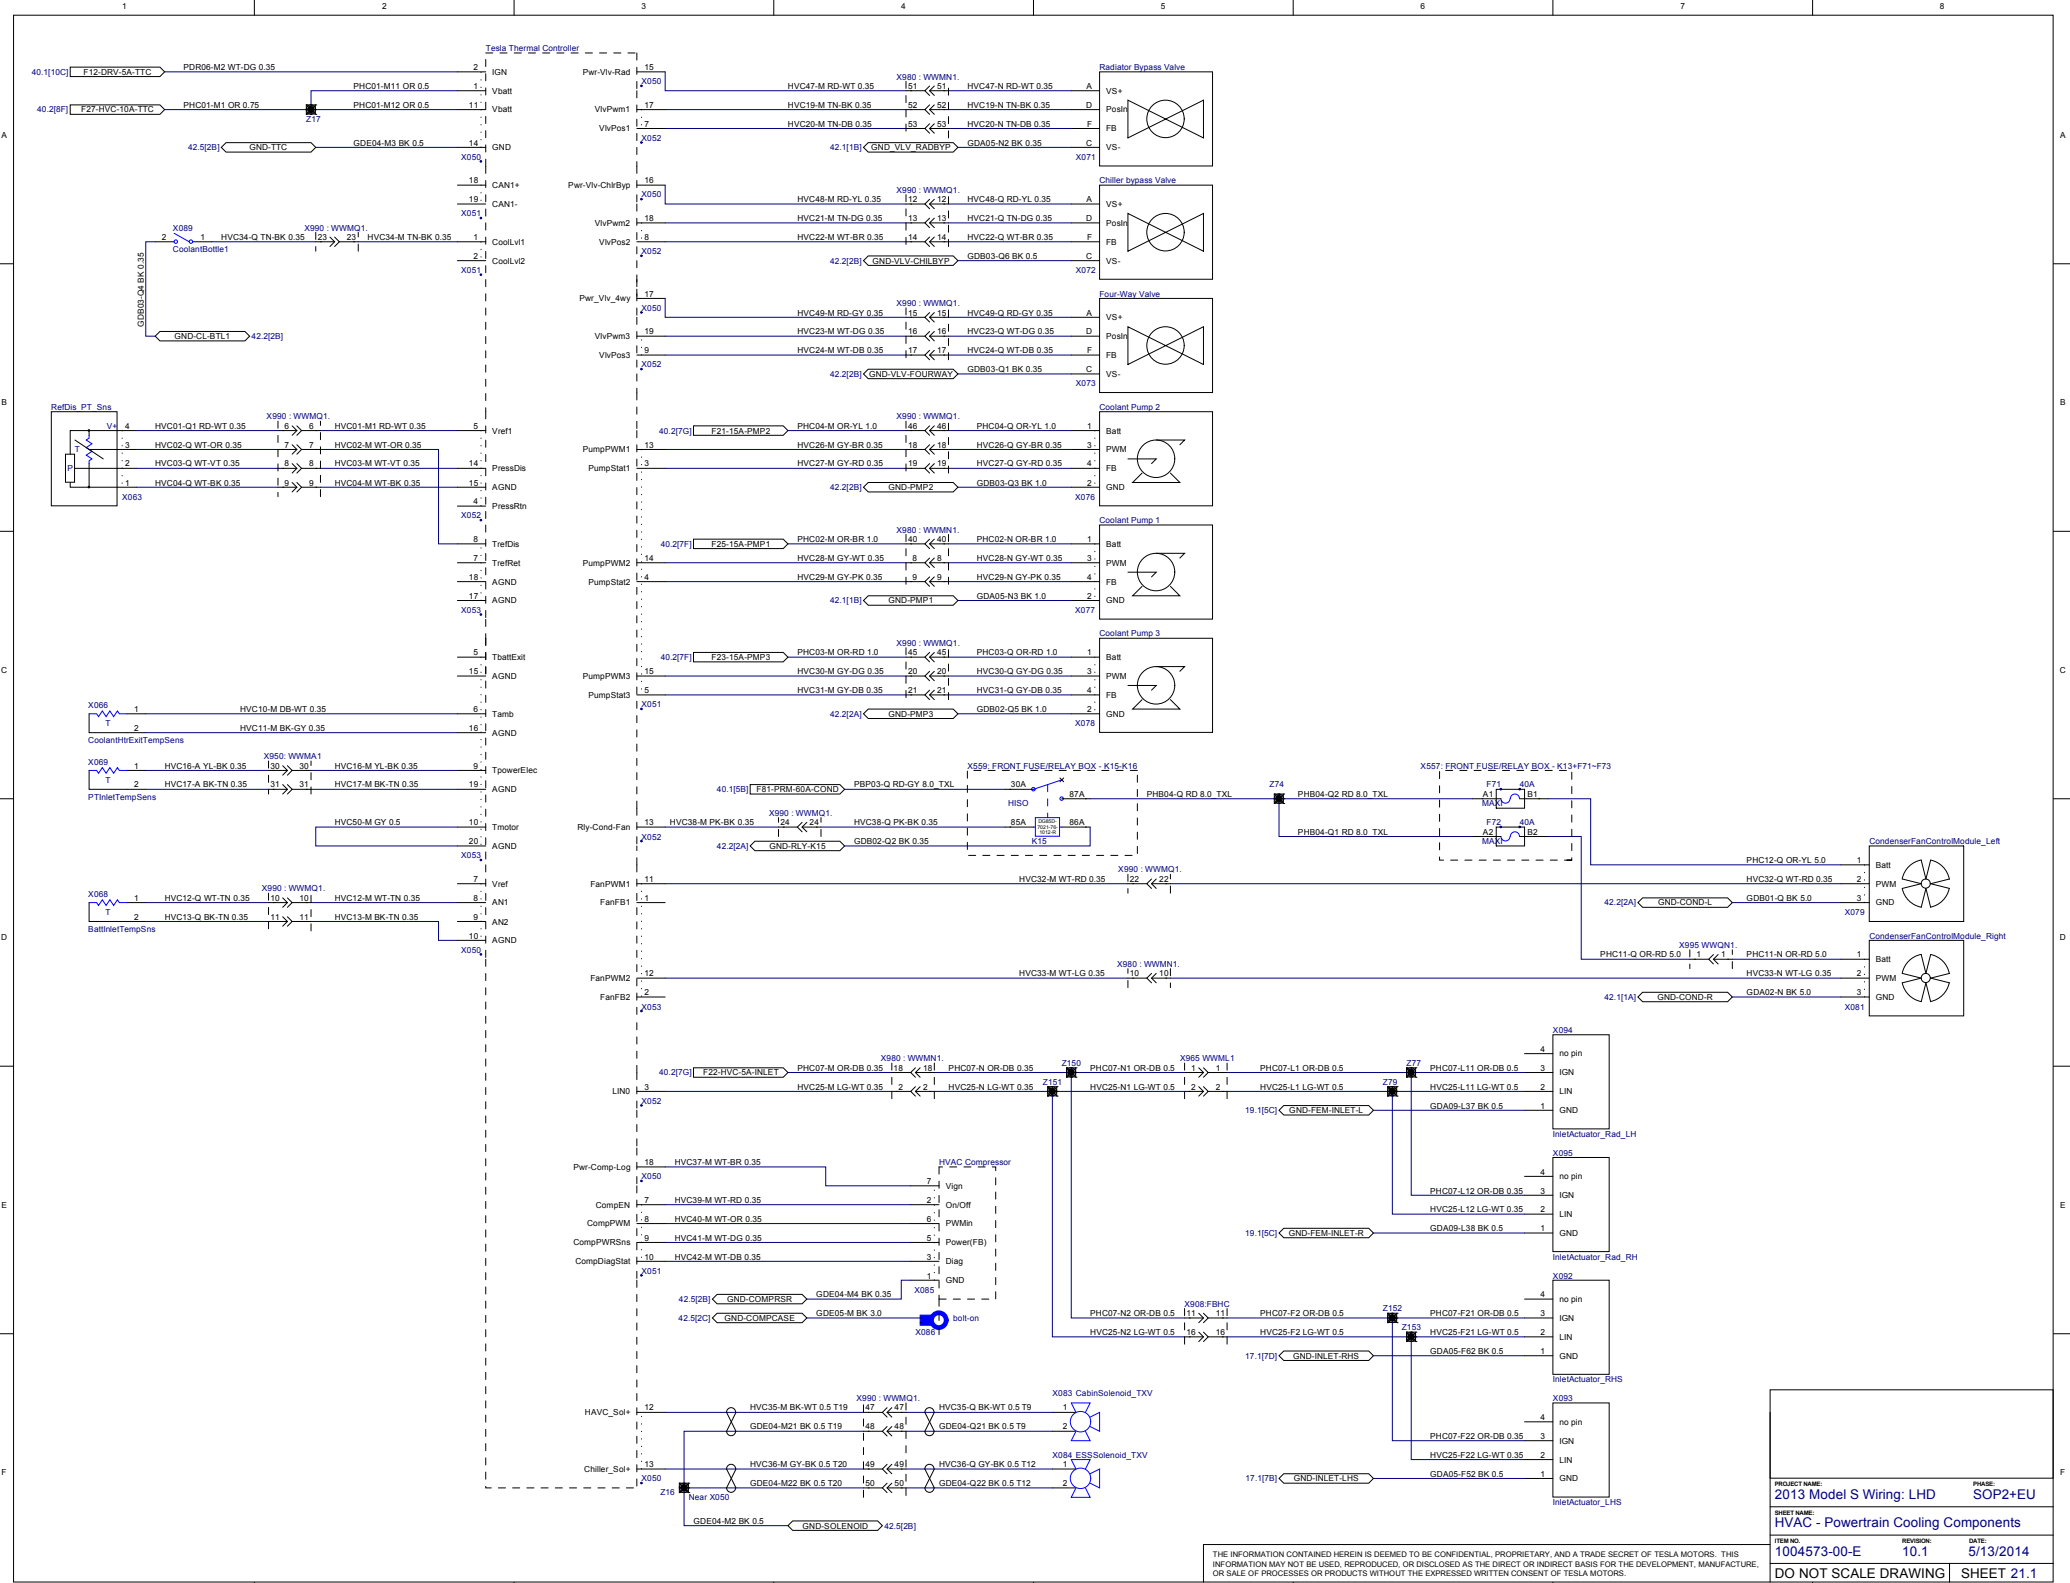 1 2 3 4 5 6 7 8
Tesla Thermal Controller
40.1[10C] F12-DRV-5A-TTC PDR06-M2 WT-DG 0.35 2 IGN
PHC01-M11 OR 0.5 1 Vbatt
40.2[8F] F27-HVC-10A-TTC PHC01-M1 OR 0.75 PHC01-M12 OR 0.5 11 Vbatt
Z17
42.5[2B] GND-TTC GDE04-M3 BK 0.5 14 GND
X050
18 CAN1+
19 CAN1-
X051
X089 X990 : WWMQ1.
2 1 HVC34-Q TN-BK 0.35 23 23 HVC34-M TN-BK 0.35 1 CoolLvl1
CoolantBottle1
2 CoolLvl2
X051
GDB03-Q4 BK 0.35
GND-CL-BTL1 42.2[2B]
RefDis_PT_Sns X990 : WWMQ1.
V+ 4 HVC01-Q1 RD-WT 0.35 6 6 HVC01-M1 RD-WT 0.35 5 Vref1
T 3 HVC02-Q WT-OR 0.35 7 7 HVC02-M WT-OR 0.35
P 2 HVC03-Q WT-VT 0.35 8 8 HVC03-M WT-VT 0.35 14 PressDis
1 HVC04-Q WT-BK 0.35 9 9 HVC04-M WT-BK 0.35 15 AGND
X063
4 PressRtn
X052
8 TrefDis
7 TrefRet
18 AGND
17 AGND
X053
5 TbattExit
15 AGND
X066
T
1 HVC10-M DB-WT 0.35 6 Tamb
2 HVC11-M BK-GY 0.35 16 AGND
CoolantHtrExitTempSens
X069 X950: WWMA1
T
1 HVC16-A YL-BK 0.35 30 30 HVC16-M YL-BK 0.35 9 TpowerElec
2 HVC17-A BK-TN 0.35 31 31 HVC17-M BK-TN 0.35 19 AGND
PTInletTempSens
HVC50-M GY 0.5 10 Tmotor
20 AGND
X053
7 Vref
X068 X990 : WWMQ1.
T
1 HVC12-Q WT-TN 0.35 10 10 HVC12-M WT-TN 0.35 8 AN1
2 HVC13-Q BK-TN 0.35 11 11 HVC13-M BK-TN 0.35 9 AN2
BattInletTempSns
10 AGND
X050
Pwr-Vlv-Rad 15
X050
X980 : WWMN1. Radiator Bypass Valve
HVC47-M RD-WT 0.35 51 51 HVC47-N RD-WT 0.35 A VS+
VlvPwm1 17 HVC19-M TN-BK 0.35 52 52 HVC19-N TN-BK 0.35 D PosIn
VlvPos1 7 HVC20-M TN-DB 0.35 53 53 HVC20-N TN-DB 0.35 F FB
X052
42.1[1B] GND_VLV_RADBYP GDA05-N2 BK 0.35 C VS-
X071
Pwr-Vlv-ChlrByp 16
X050
X990 : WWMQ1. Chiller bypass Valve
HVC48-M RD-YL 0.35 12 12 HVC48-Q RD-YL 0.35 A VS+
VlvPwm2 18 HVC21-M TN-DG 0.35 13 13 HVC21-Q TN-DG 0.35 D PosIn
VlvPos2 8 HVC22-M WT-BR 0.35 14 14 HVC22-Q WT-BR 0.35 F FB
X052
42.2[2B] GND-VLV-CHILBYP GDB03-Q6 BK 0.5 C VS-
X072
Pwr_Vlv_4wy 17
X050
X990 : WWMQ1. Four-Way Valve
HVC49-M RD-GY 0.35 15 15 HVC49-Q RD-GY 0.35 A VS+
VlvPwm3 19 HVC23-M WT-DG 0.35 16 16 HVC23-Q WT-DG 0.35 D PosIn
VlvPos3 9 HVC24-M WT-DB 0.35 17 17 HVC24-Q WT-DB 0.35 F FB
X052
42.2[2B] GND-VLV-FOURWAY GDB03-Q1 BK 0.35 C VS-
X073
X990 : WWMQ1. Coolant Pump 2
40.2[7G] F21-15A-PMP2 PHC04-M OR-YL 1.0 46 46 PHC04-Q OR-YL 1.0 1 Batt
PumpPWM1 13 HVC26-M GY-BR 0.35 18 18 HVC26-Q GY-BR 0.35 3 PWM
PumpStat1 3 HVC27-M GY-RD 0.35 19 19 HVC27-Q GY-RD 0.35 4 FB
42.2[2B] GND-PMP2 GDB03-Q3 BK 1.0 2 GND
X076
X980 : WWMN1. Coolant Pump 1
40.2[7F] F25-15A-PMP1 PHC02-M OR-BR 1.0 40 40 PHC02-N OR-BR 1.0 1 Batt
PumpPWM2 14 HVC28-M GY-WT 0.35 8 8 HVC28-N GY-WT 0.35 3 PWM
PumpStat2 4 HVC29-M GY-PK 0.35 9 9 HVC29-N GY-PK 0.35 4 FB
42.1[1B] GND-PMP1 GDA05-N3 BK 1.0 2 GND
X077
X990 : WWMQ1. Coolant Pump 3
40.2[7F] F23-15A-PMP3 PHC03-M OR-RD 1.0 45 45 PHC03-Q OR-RD 1.0 1 Batt
PumpPWM3 15 HVC30-M GY-DG 0.35 20 20 HVC30-Q GY-DG 0.35 3 PWM
PumpStat3 5 HVC31-M GY-DB 0.35 21 21 HVC31-Q GY-DB 0.35 4 FB
X051
42.2[2A] GND-PMP3 GDB02-Q5 BK 1.0 2 GND
X078
X559: FRONT FUSE/RELAY BOX - K15-K16
X557: FRONT FUSE/RELAY BOX - K13+F71~F73
40.1[5B] F81-PRM-60A-COND PBP03-Q RD-GY 8.0_TXL 30A
HISO 87A PHB04-Q RD 8.0_TXL Z74 PHB04-Q2 RD 8.0_TXL A1 F71 40A B1
MAXI
X990 : WWMQ1.
Rly-Cond-Fan 13 HVC38-M PK-BK 0.35 24 24 HVC38-Q PK-BK 0.35 85A 86A
X052
K15
PHB04-Q1 RD 8.0_TXL A2 F72 40A B2
MAXI
42.2[2A] GND-RLY-K15 GDB02-Q2 BK 0.35
CondenserFanControlModule_Left
PHC12-Q OR-YL 5.0 1 Batt
X990 : WWMQ1.
FanPWM1 11 HVC32-M WT-RD 0.35 22 22 HVC32-Q WT-RD 0.35 2 PWM
FanFB1 1
42.2[2A] GND-COND-L GDB01-Q BK 5.0 3 GND
X079
CondenserFanControlModule_Right
X995 WWQN1.
PHC11-Q OR-RD 5.0 1 1 PHC11-N OR-RD 5.0 1 Batt
X980 : WWMN1.
FanPWM2 12 HVC33-M WT-LG 0.35 10 10 HVC33-N WT-LG 0.35 2 PWM
FanFB2 2
X053
42.1[1A] GND-COND-R GDA02-N BK 5.0 3 GND
X081
X094
4 no pin
X980 : WWMN1. Z150 X965 WWML1 Z77
40.2[7G] F22-HVC-5A-INLET PHC07-M OR-DB 0.35 18 18 PHC07-N OR-DB 0.35 PHC07-N1 OR-DB 0.5 1 1 PHC07-L1 OR-DB 0.5 PHC07-L11 OR-DB 0.5 3 IGN
Z151 Z79
LIN0 3 HVC25-M LG-WT 0.35 2 2 HVC25-N LG-WT 0.35 HVC25-N1 LG-WT 0.5 2 2 HVC25-L1 LG-WT 0.5 HVC25-L11 LG-WT 0.5 2 LIN
X052
19.1[5C] GND-FEM-INLET-L GDA09-L37 BK 0.5 1 GND
InletActuator_Rad_LH
X095
4 no pin
PHC07-L12 OR-DB 0.35 3 IGN
HVC25-L12 LG-WT 0.35 2 LIN
19.1[5C] GND-FEM-INLET-R GDA09-L38 BK 0.5 1 GND
InletActuator_Rad_RH
HVAC Compressor
Pwr-Comp-Log 18 HVC37-M WT-BR 0.35 7 Vign
X050
CompEN 7 HVC39-M WT-RD 0.35 2 On/Off
CompPWM 8 HVC40-M WT-OR 0.35 6 PWMin
CompPWRSns 9 HVC41-M WT-DG 0.35 5 Power(FB)
CompDiagStat 10 HVC42-M WT-DB 0.35 3 Diag
X051
1 GND
X085
42.5[2B] GND-COMPRSR GDE04-M4 BK 0.35
42.5[2C] GND-COMPCASE GDE05-M BK 3.0 bolt-on
X086
X092
4 no pin
X908:FBHC Z152
PHC07-N2 OR-DB 0.5 11 11 PHC07-F2 OR-DB 0.5 PHC07-F21 OR-DB 0.5 3 IGN
Z153
HVC25-N2 LG-WT 0.5 16 16 HVC25-F2 LG-WT 0.5 HVC25-F21 LG-WT 0.5 2 LIN
17.1[7D] GND-INLET-RHS GDA05-F62 BK 0.5 1 GND
InletActuator_RHS
X093
4 no pin
PHC07-F22 OR-DB 0.35 3 IGN
HVC25-F22 LG-WT 0.35 2 LIN
17.1[7B] GND-INLET-LHS GDA05-F52 BK 0.5 1 GND
InletActuator_LHS
X990 : WWMQ1. X083 CabinSolenoid_TXV
HAVC_Sol+ 12 HVC35-M BK-WT 0.5 T19 47 47 HVC35-Q BK-WT 0.5 T9 1
GDE04-M21 BK 0.5 T19 48 48 GDE04-Q21 BK 0.5 T9 2
X084 ESSSolenoid_TXV
Chiller_Sol+ 13 HVC36-M GY-BK 0.5 T20 49 49 HVC36-Q GY-BK 0.5 T12 1
X050
GDE04-M22 BK 0.5 T20 50 50 GDE04-Q22 BK 0.5 T12 2
Z16 Near X050
GDE04-M2 BK 0.5 GND-SOLENOID 42.5[2B]
A A
B B
C C
D D
E E
F F
THE INFORMATION CONTAINED HEREIN IS DEEMED TO BE CONFIDENTIAL, PROPRIETARY, AND A TRADE SECRET OF TESLA MOTORS. THIS
INFORMATION MAY NOT BE USED, REPRODUCED, OR DISCLOSED AS THE DIRECT OR INDIRECT BASIS FOR THE DEVELOPMENT, MANUFACTURE,
OR SALE OF PROCESSES OR PRODUCTS WITHOUT THE EXPRESSED WRITTEN CONSENT OF TESLA MOTORS.
PROJECT NAME: PHASE:
2013 Model S Wiring: LHD SOP2+EU
SHEET NAME:
HVAC - Powertrain Cooling Components
ITEM NO. REVISION: DATE:
1004573-00-E 10.1 5/13/2014
DO NOT SCALE DRAWING SHEET 21.1